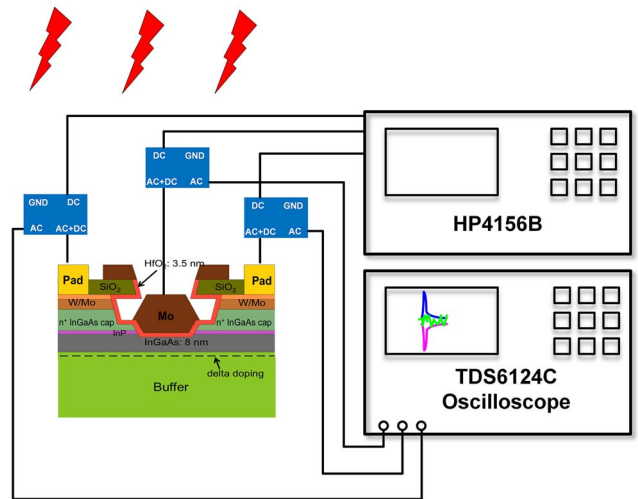 DC GND
AC+DC AC
HP4156B
GND DC
AC AC+DC
DC GND
AC+DC AC
HfO₂: 3.5 nm
Pad
Pad
SiO₂
SiO₂
W/Mo
W/Mo
Mo
n⁺ InGaAs cap
n⁺ InGaAs cap
InP
InGaAs: 8 nm
delta doping
Buffer
TDS6124C
Oscilloscope